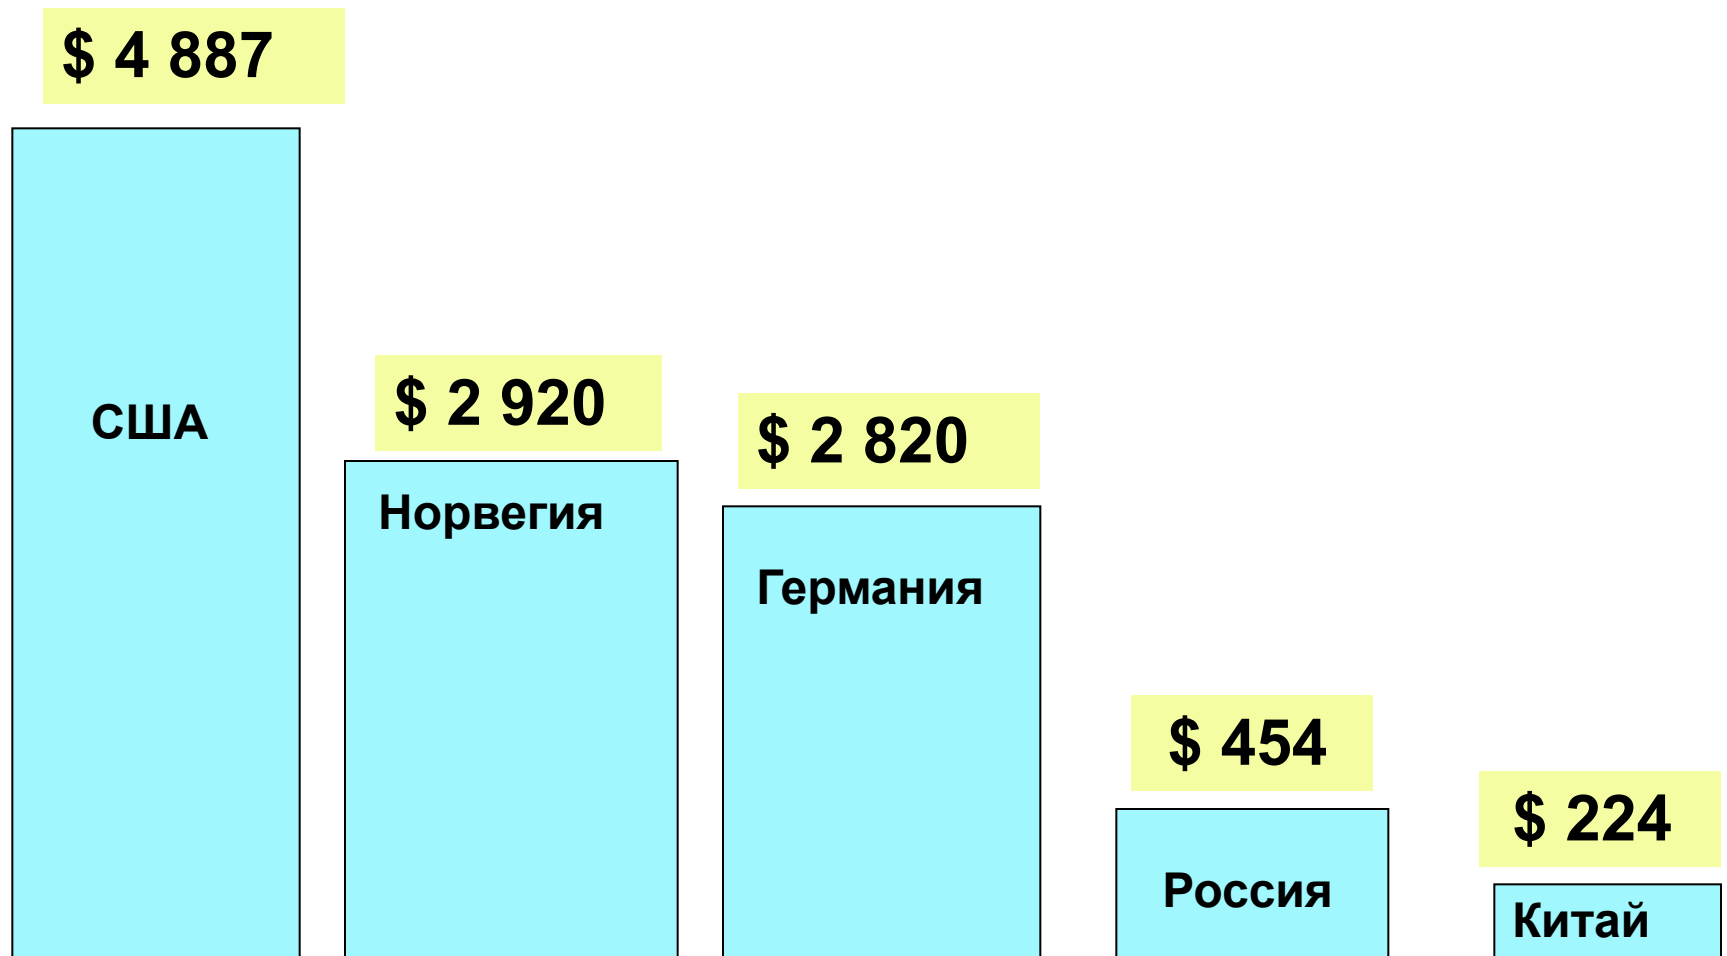 $ 4 887
США
$ 2 920
Норвегия
$ 2 820
Германия
$ 454
Россия
$ 224
Китай